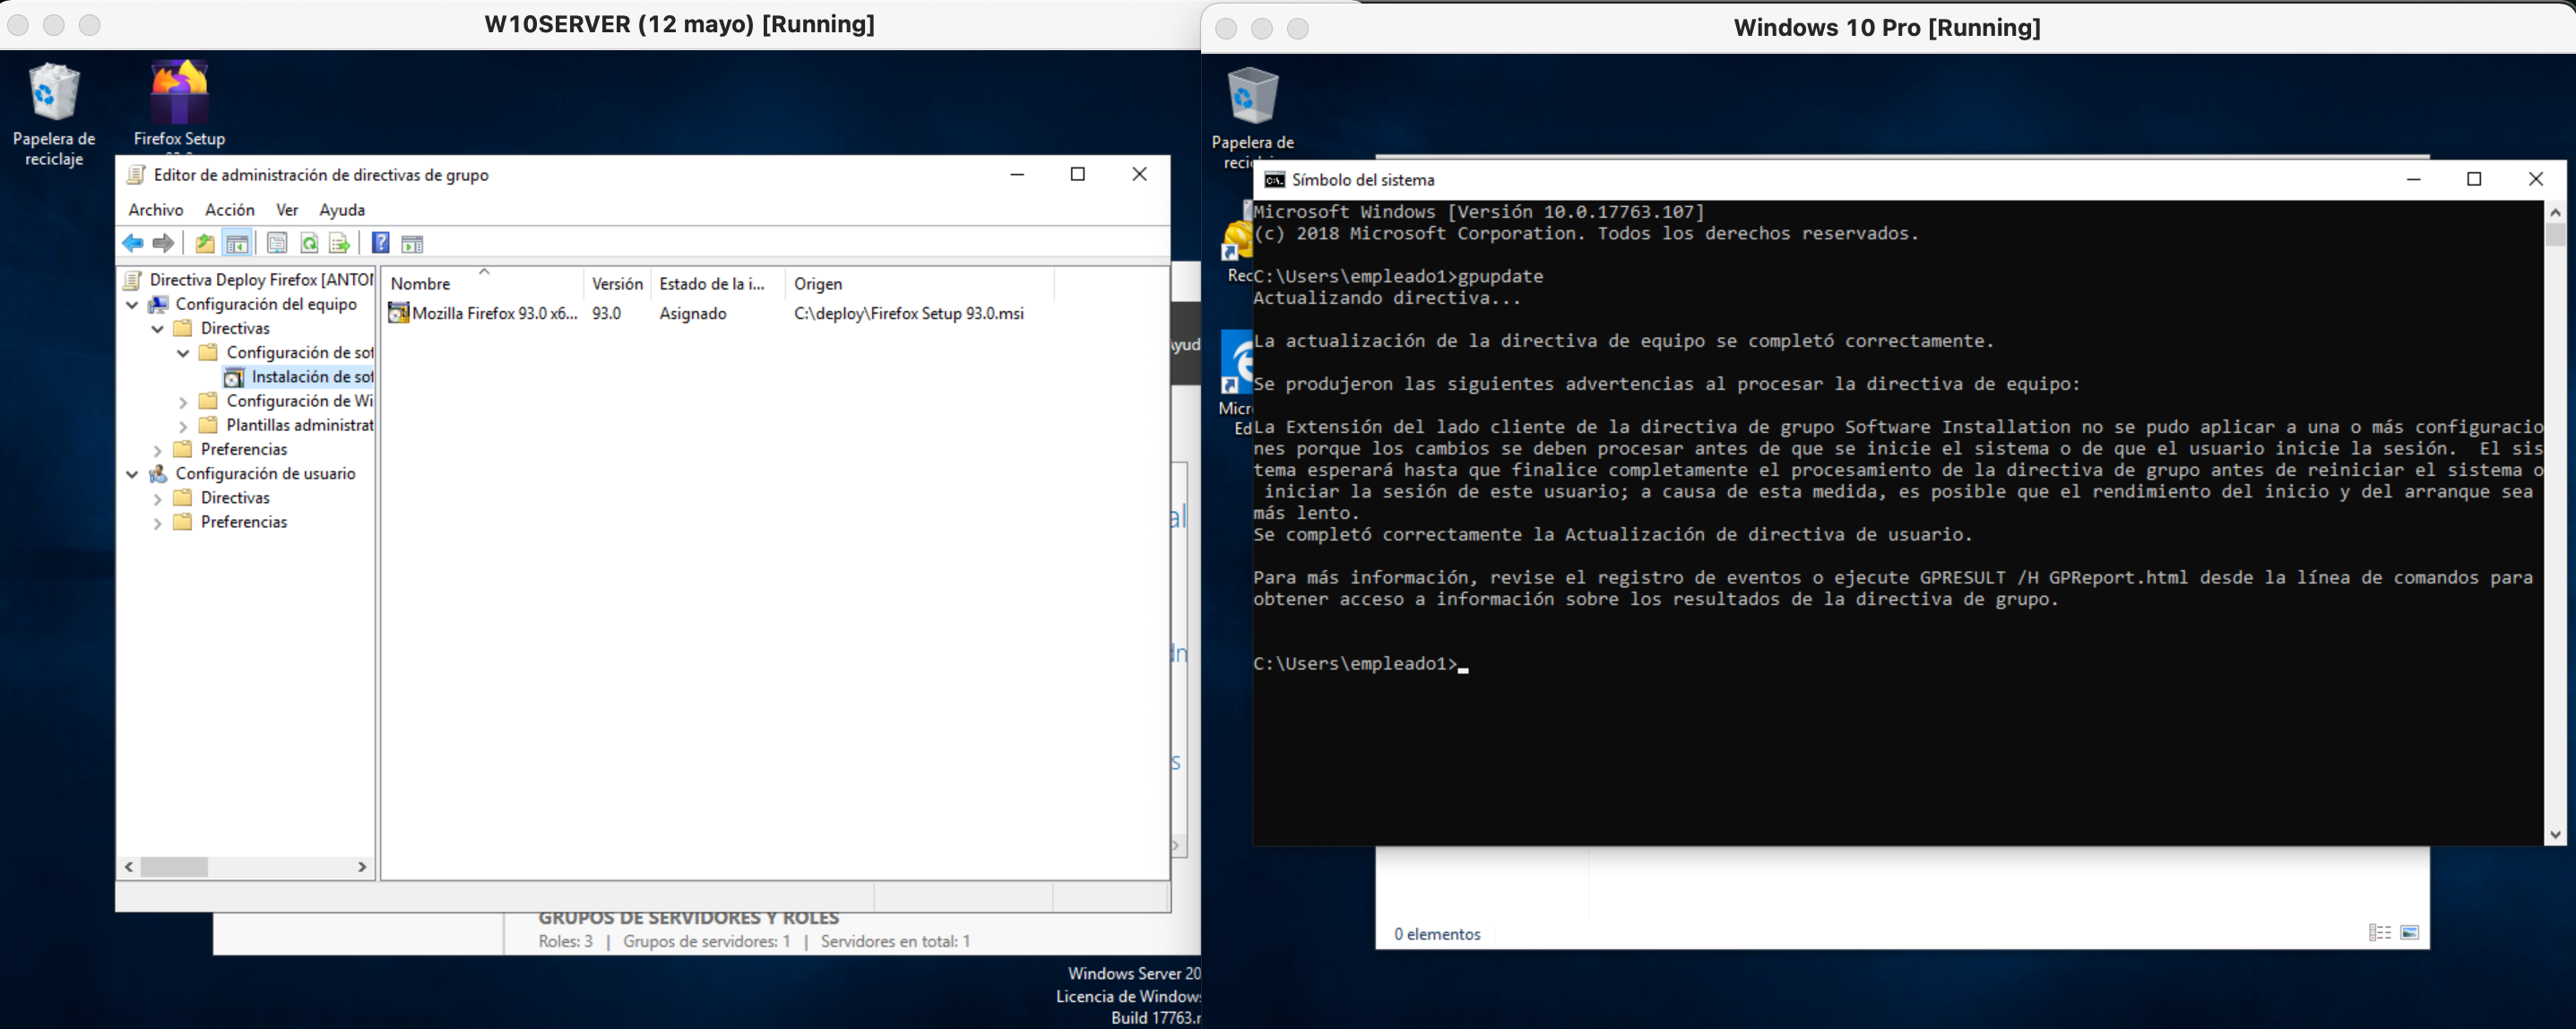 W10SERVER (12 mayo) [Running]
Papelera de
reciclaje
Firefox Setup
Editor de administración de directivas de grupo
Archivo Acción Ver Ayuda
Directiva Deploy Firefox [ANTO
Configuración del equipo
Directivas
Configuración de sof
Instalación de sof
Configuración de Wi
Plantillas administrat
Preferencias
Configuración de usuario
Directivas
Preferencias
Nombre Versión Estado de la i... Origen
Mozilla Firefox 93.0 x6... 93.0 Asignado C:\deploy\Firefox Setup 93.0.msi
yud
al
dn
s
GRUPOS DE SERVIDORES Y ROLES
Roles: 3 | Grupos de servidores: 1 | Servidores en total: 1
Windows Server 20
Licencia de Windows
Build 17763.r
Windows 10 Pro [Running]
Papelera de
Rec
Micr
Ed
Símbolo del sistema
Microsoft Windows [Versión 10.0.17763.107]
(c) 2018 Microsoft Corporation. Todos los derechos reservados.
C:\Users\empleado1>gpupdate
Actualizando directiva...
La actualización de la directiva de equipo se completó correctamente.
Se produjeron las siguientes advertencias al procesar la directiva de equipo:
La Extensión del lado cliente de la directiva de grupo Software Installation no se pudo aplicar a una o más configuracio
nes porque los cambios se deben procesar antes de que se inicie el sistema o de que el usuario inicie la sesión.  El sis
tema esperará hasta que finalice completamente el procesamiento de la directiva de grupo antes de reiniciar el sistema o
iniciar la sesión de este usuario; a causa de esta medida, es posible que el rendimiento del inicio y del arranque sea
más lento.
Se completó correctamente la Actualización de directiva de usuario.
Para más información, revise el registro de eventos o ejecute GPRESULT /H GPReport.html desde la línea de comandos para
obtener acceso a información sobre los resultados de la directiva de grupo.
C:\Users\empleado1>
0 elementos